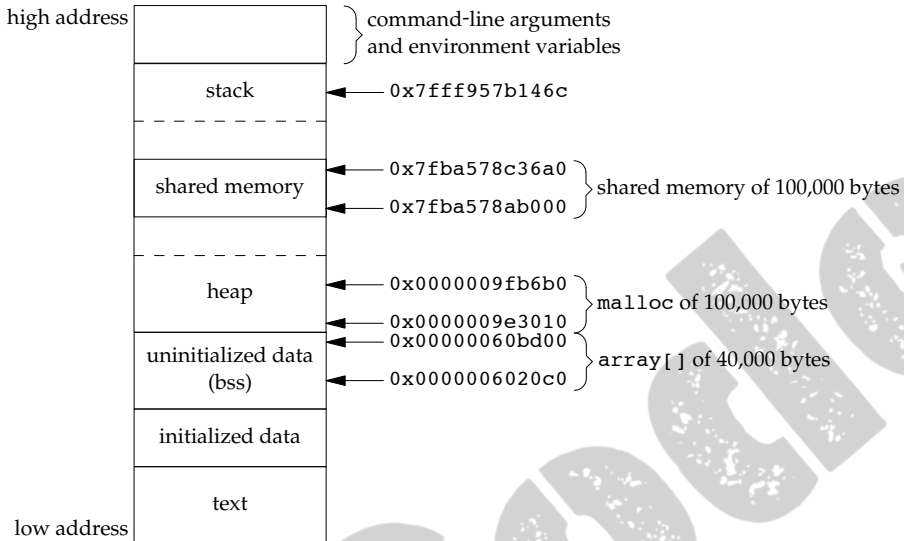 high address
command-line arguments
and environment variables
stack
0x7fff957b146c
0x7fba578c36a0
shared memory
shared memory of 100,000 bytes
0x7fba578ab000
0x0000009fb6b0
heap
malloc of 100,000 bytes
0x0000009e3010
0x00000060bd00
uninitialized data
(bss)
array[] of 40,000 bytes
0x0000006020c0
initialized data
text
low address